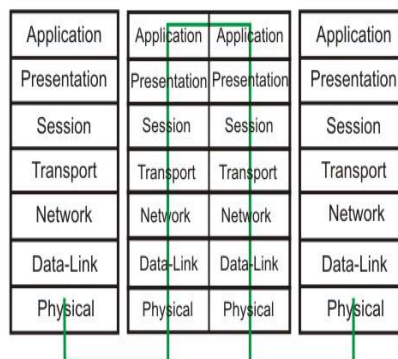 Application Application Application Application
Presentation Presentation Presentation Presentation
Session Session Session Session
Transport Transport Transport Transport
Network Network Network Network
Data-Link Data-Link Data-Link Data-Link
Physical Physical Physical Physical